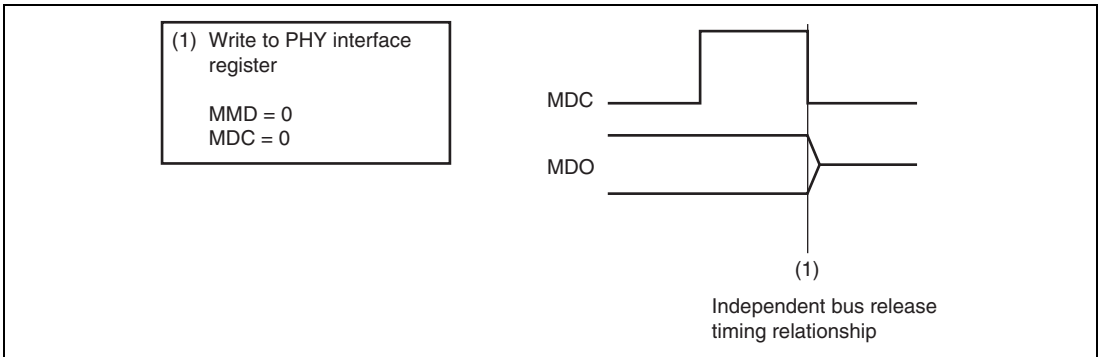 (1) Write to PHY interface
register
MMD = 0
MDC = 0
MDC
MDO
(1)
Independent bus release
timing relationship